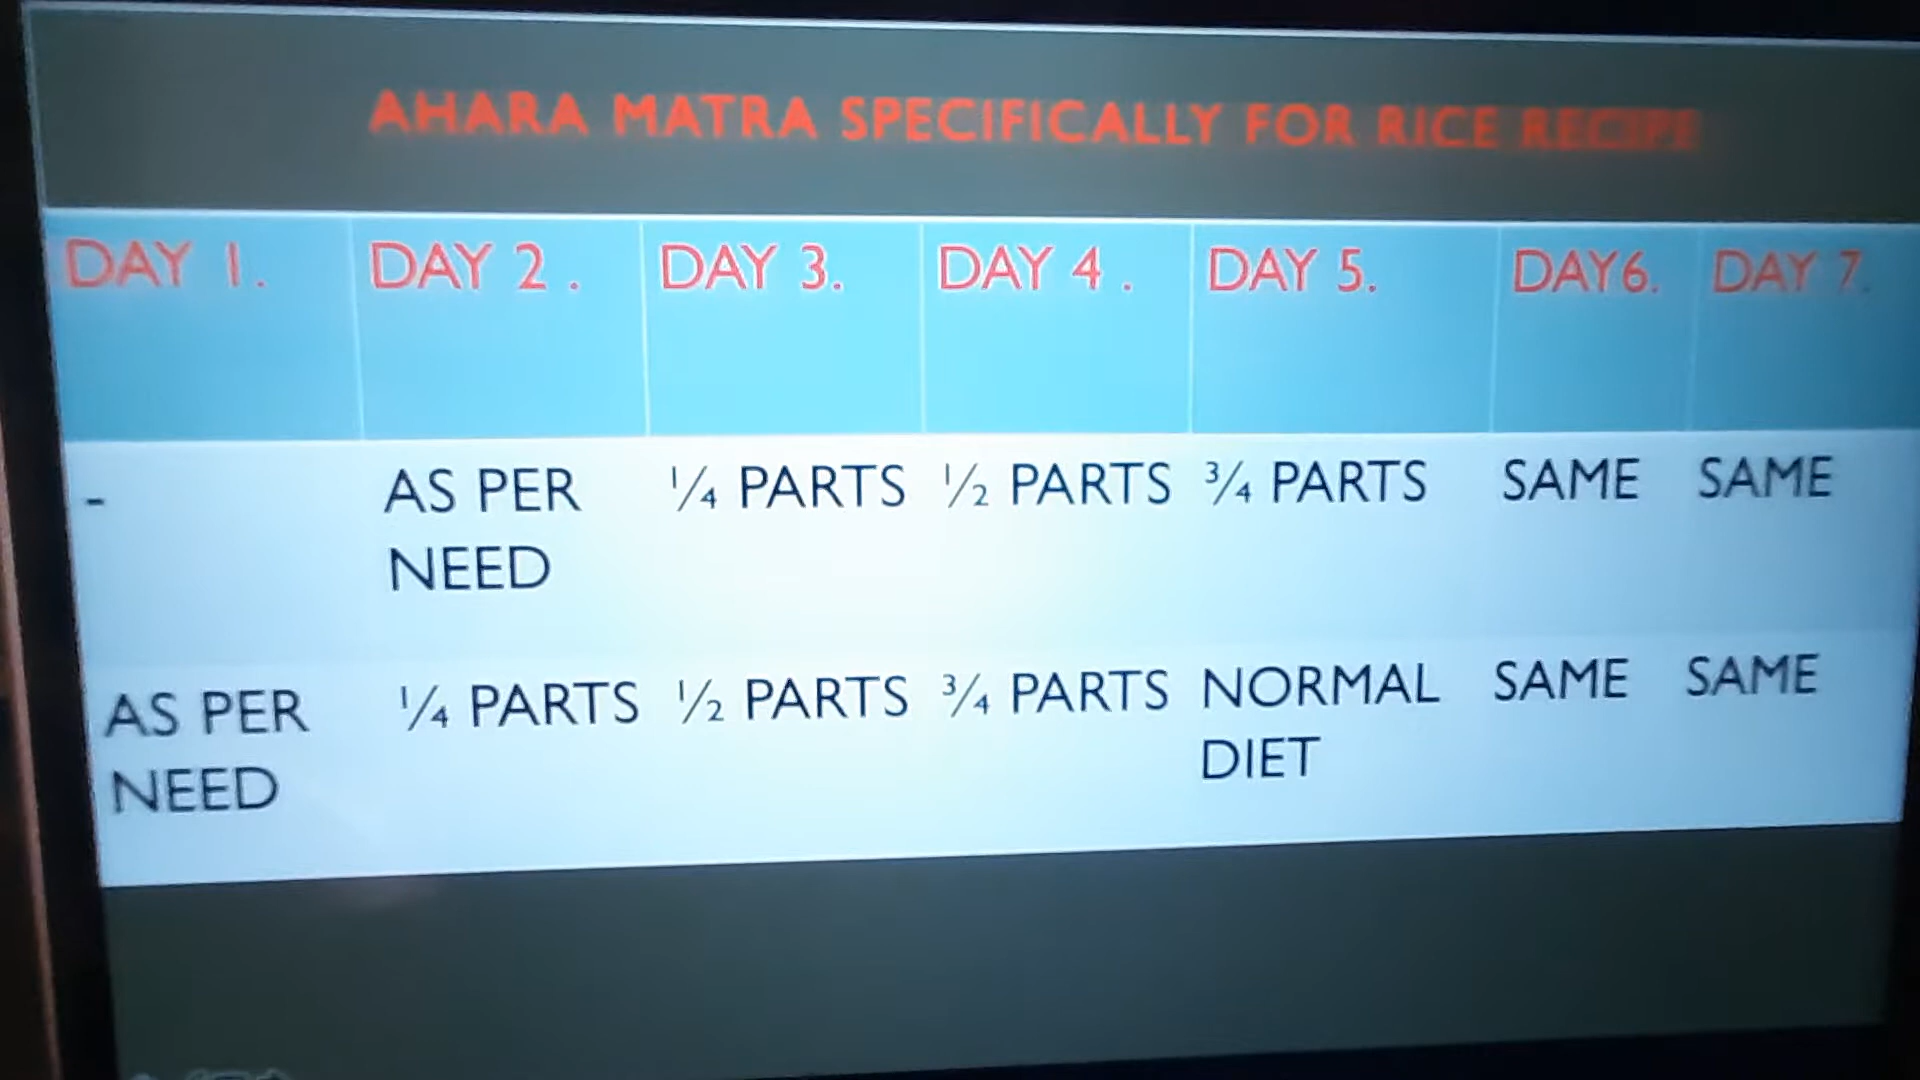 AHARA MATRA SPECIFICALLY FOR RICE RECIPE
DAY 1. DAY 2 . DAY 3. DAY 4 . DAY 5. DAY6. DAY 7.
- AS PER NEED ¼ PARTS ½ PARTS ¾ PARTS SAME SAME
AS PER NEED ¼ PARTS ½ PARTS ¾ PARTS NORMAL DIET SAME SAME